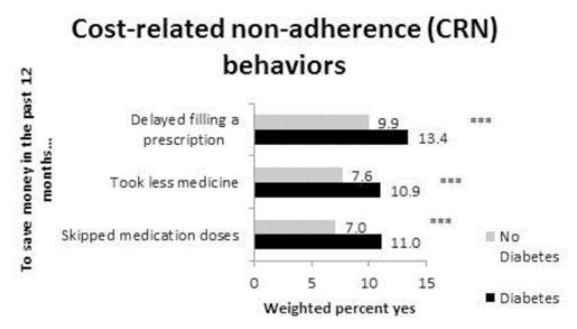 Cost-related non-adherence (CRN)
behaviors
To save money in the past 12
months...
Delayed filling a
prescription
9.9
***
13.4
Took less medicine
7.6
***
10.9
Skipped medication doses
7.0
***
11.0
No
Diabetes
Diabetes
0 5 10 15
Weighted percent yes